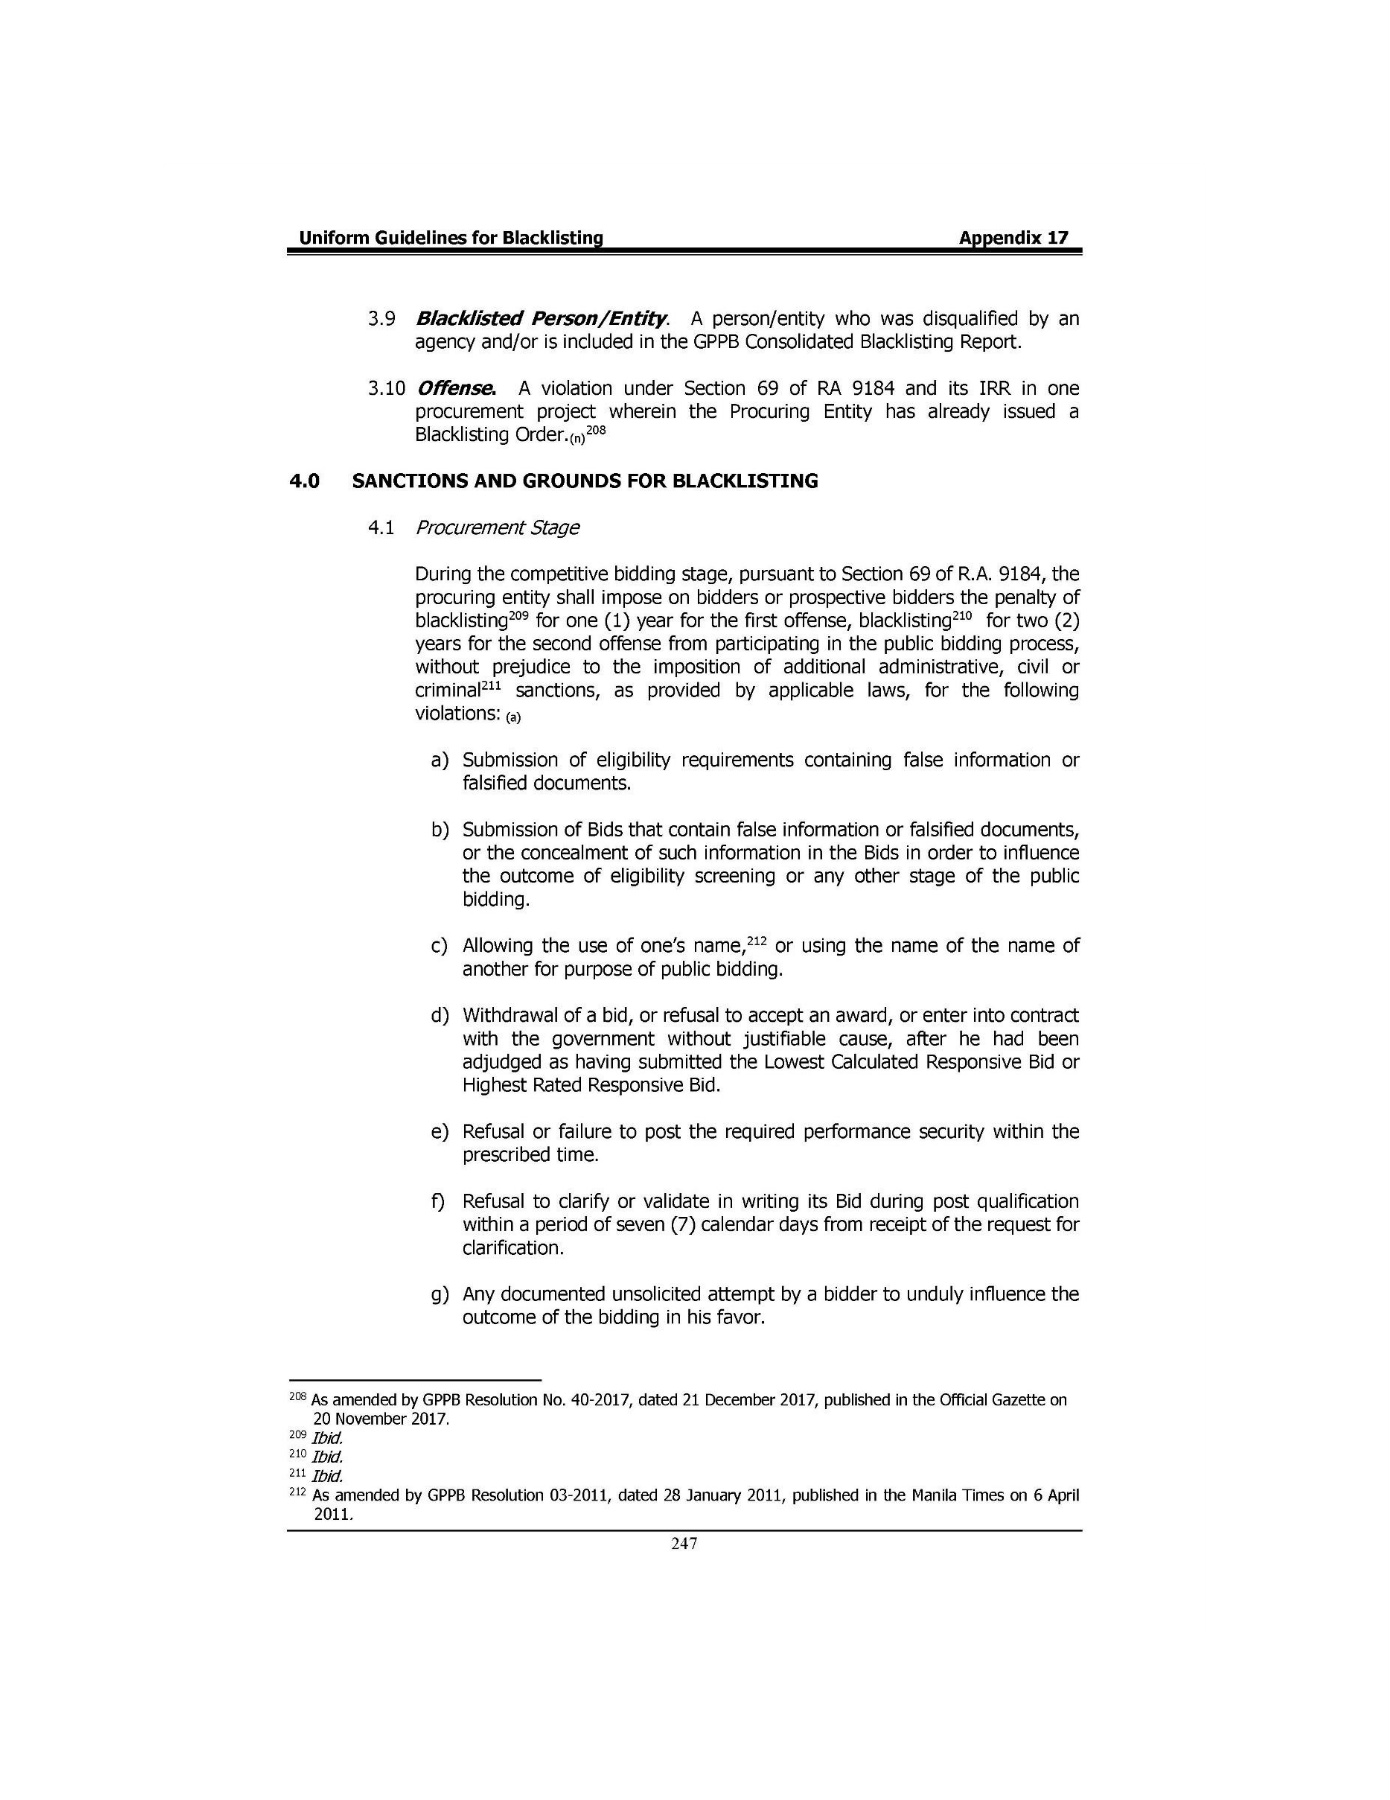 Uniform Guidelines for Blacklisting Appendix 17
3.9 Blacklisted Person/Entity. A person/entity who was disqualified by an
agency and/or is included in the GPPB Consolidated Blacklisting Report.
3.10 Offense. A violation under Section 69 of RA 9184 and its IRR in one
procurement project wherein the Procuring Entity has already issued a
Blacklisting Order.(n)208
4.0 SANCTIONS AND GROUNDS FOR BLACKLISTING
4.1 Procurement Stage
During the competitive bidding stage, pursuant to Section 69 of R.A. 9184, the
procuring entity shall impose on bidders or prospective bidders the penalty of
blacklisting209 for one (1) year for the first offense, blacklisting210 for two (2)
years for the second offense from participating in the public bidding process,
without prejudice to the imposition of additional administrative, civil or
criminal211 sanctions, as provided by applicable laws, for the following
violations: (a)
a) Submission of eligibility requirements containing false information or
falsified documents.
b) Submission of Bids that contain false information or falsified documents,
or the concealment of such information in the Bids in order to influence
the outcome of eligibility screening or any other stage of the public
bidding.
c) Allowing the use of one's name,212 or using the name of the name of
another for purpose of public bidding.
d) Withdrawal of a bid, or refusal to accept an award, or enter into contract
with the government without justifiable cause, after he had been
adjudged as having submitted the Lowest Calculated Responsive Bid or
Highest Rated Responsive Bid.
e) Refusal or failure to post the required performance security within the
prescribed time.
f) Refusal to clarify or validate in writing its Bid during post qualification
within a period of seven (7) calendar days from receipt of the request for
clarification.
g) Any documented unsolicited attempt by a bidder to unduly influence the
outcome of the bidding in his favor.
208 As amended by GPPB Resolution No. 40-2017, dated 21 December 2017, published in the Official Gazette on
20 November 2017.
209 Ibid.
210 Ibid.
211 Ibid.
212 As amended by GPPB Resolution 03-2011, dated 28 January 2011, published in the Manila Times on 6 April
2011.
247